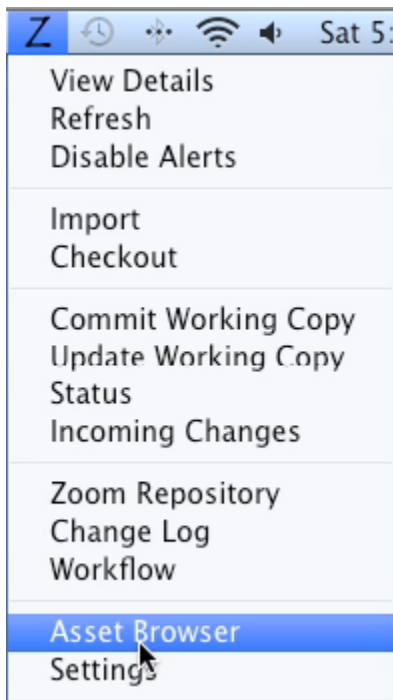 Z Sat 5:
View Details
Refresh
Disable Alerts
Import
Checkout
Commit Working Copy
Update Working Copy
Status
Incoming Changes
Zoom Repository
Change Log
Workflow
Asset Browser
Settings